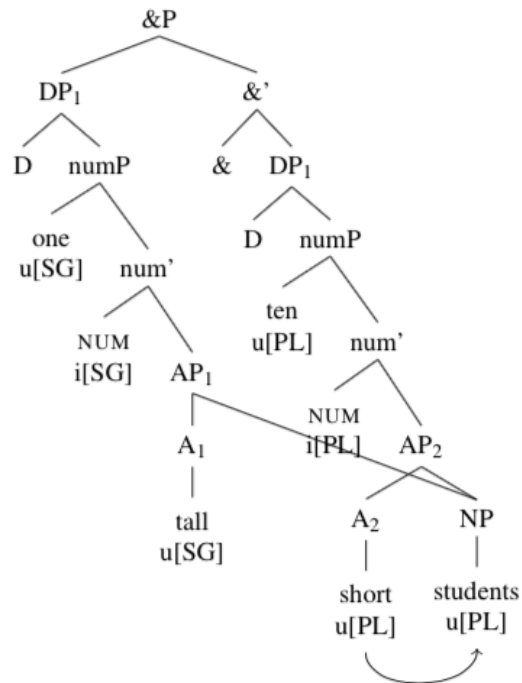 &P
DP₁ &’
D numP & DP₁
one
u[SG] num’ D numP
NUM
i[SG] AP₁ ten
u[PL] num’
A₁ NUM
i[PL] AP₂
tall
u[SG] A₂ NP
short students
u[PL] u[PL]